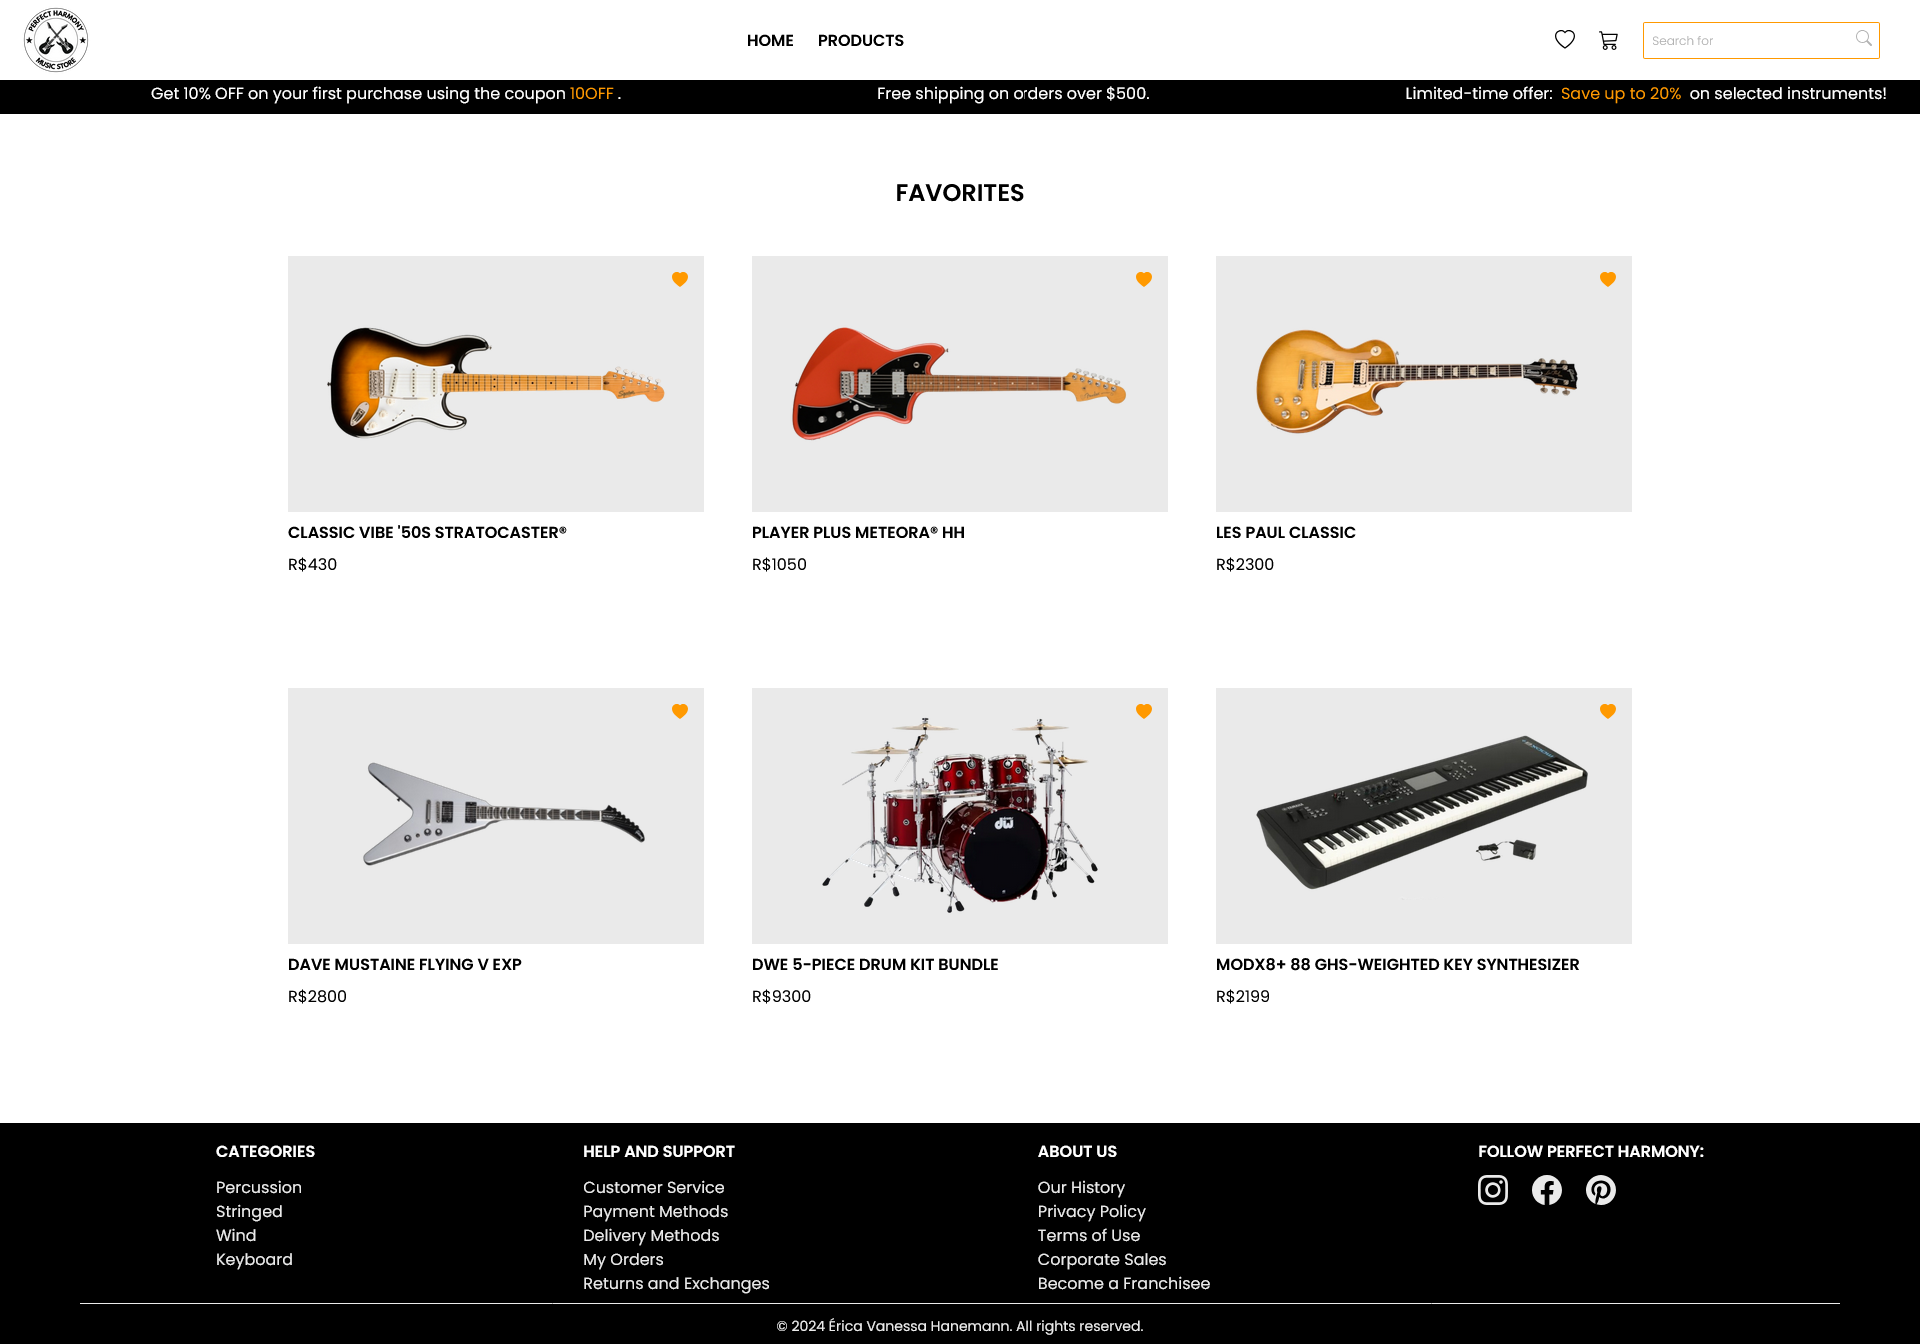 PERFECT HARMONY
MUSIC STORE
HOME
PRODUCTS
Search for
Get 10% OFF on your first purchase using the coupon 10OFF .
Free shipping on orders over $500.
Limited-time offer: Save up to 20% on selected instruments!
FAVORITES
CLASSIC VIBE '50S STRATOCASTER®
R$430
PLAYER PLUS METEORA® HH
R$1050
LES PAUL CLASSIC
R$2300
dw
DAVE MUSTAINE FLYING V EXP
R$2800
DWE 5-PIECE DRUM KIT BUNDLE
R$9300
MODX8+ 88 GHS-WEIGHTED KEY SYNTHESIZER
R$2199
CATEGORIES
Percussion
Stringed
Wind
Keyboard
HELP AND SUPPORT
Customer Service
Payment Methods
Delivery Methods
My Orders
Returns and Exchanges
ABOUT US
Our History
Privacy Policy
Terms of Use
Corporate Sales
Become a Franchisee
FOLLOW PERFECT HARMONY:
© 2024 Érica Vanessa Hanemann. All rights reserved.